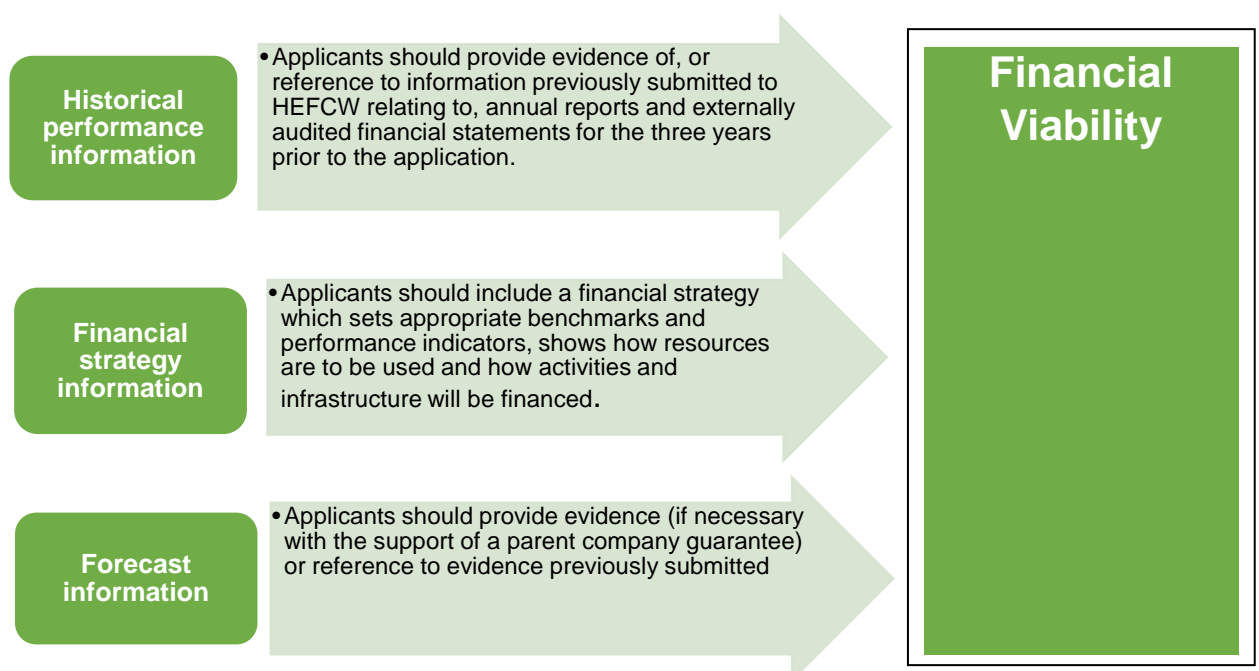 Historical
performance
information
•Applicants should provide evidence of, or
reference to information previously submitted to
HEFCW relating to, annual reports and externally
audited financial statements for the three years
prior to the application.
Financial
strategy
information
•Applicants should include a financial strategy
which sets appropriate benchmarks and
performance indicators, shows how resources
are to be used and how activities and
infrastructure will be financed.
Forecast
information
•Applicants should provide evidence (if necessary
with the support of a parent company guarantee)
or reference to evidence previously submitted
Financial
Viability